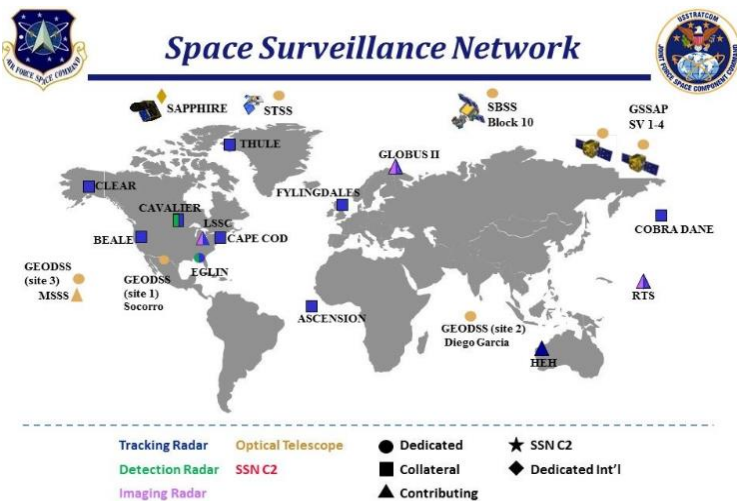 Space Surveillance Network
AIR FORCE SPACE COMMAND
USSTRATCOM
JOINT FORCE SPACE COMPONENT COMMAND
SAPPHIRE
STSS
SBSS
Block 10
GSSAP
SV 1-4
THULE
GLOBUS II
CLEAR
FYLINGDALES
CAVALIER
LSSC
BEALE
CAPE COD
COBRA DANE
EGLIN
GEODSS
(site 3)
MSSS
GEODSS
(site 1)
Socorro
RTS
ASCENSION
GEODSS (site 2)
Diego Garcia
HEH
Tracking Radar
Optical Telescope
Dedicated
SSN C2
Detection Radar
SSN C2
Collateral
Dedicated Int'l
Imaging Radar
Contributing